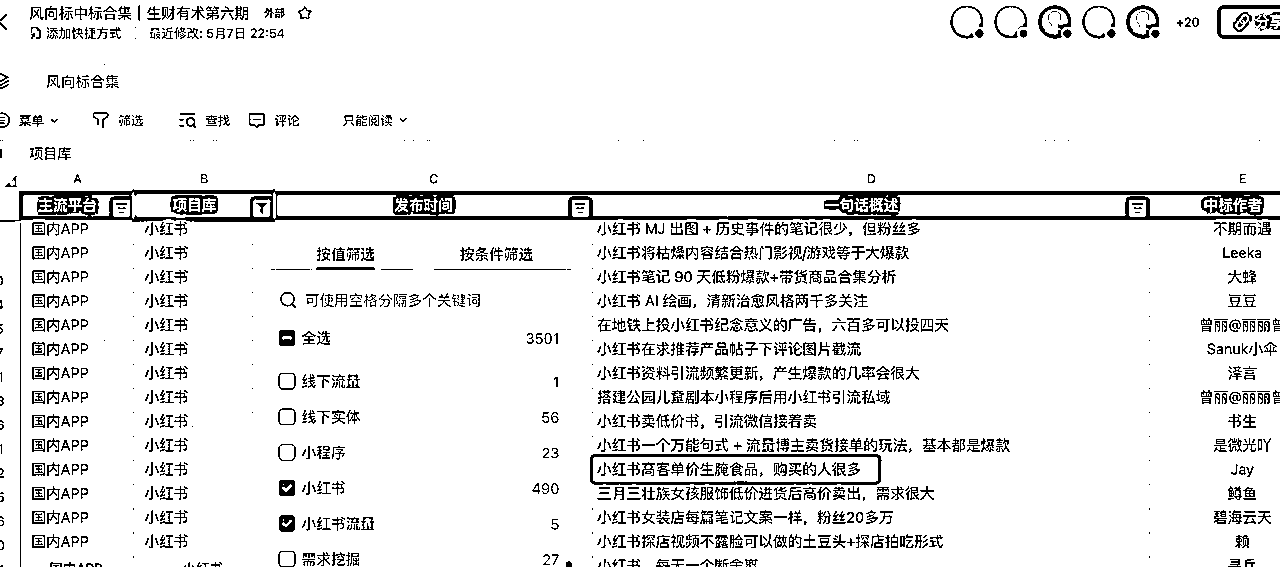 风向标中标合集 | 生财有术第六期 外部
添加快捷方式 | 最近修改: 5月7日 22:54
+20
分享
风向标合集
菜单 筛选 查找 评论 只能阅读
项目库
A B C D E
主流平台 项目库 发布时间 一句话概述 中标作者
国内APP 小红书 小红书 MJ 出图 + 历史事件的笔记很少，但粉丝多 不期而遇
国内APP 小红书 小红书将枯燥内容结合热门影视/游戏等于大爆款 Leeka
国内APP 小红书 小红书笔记 90 天低粉爆款+带货商品合集分析 大蜂
国内APP 小红书 小红书 AI 绘画，清新治愈风格两千多关注 豆豆
国内APP 小红书 在地铁上投小红书纪念意义的广告，六百多可以投四天 曾丽@丽丽曾
国内APP 小红书 小红书在求推荐产品帖子下评论图片截流 Sanuk小伞
国内APP 小红书 小红书资料引流频繁更新，产生爆款的几率会很大 泽言
国内APP 小红书 搭建公园儿童剧本小程序后用小红书引流私域 曾丽@丽丽曾
国内APP 小红书 小红书卖低价书，引流微信接着卖 书生
国内APP 小红书 小红书一个万能句式 + 流量博主卖货接单的玩法，基本都是爆款 是微光吖
国内APP 小红书 小红书高客单价生腌食品，购买的人很多 Jay
国内APP 小红书 三月三壮族女孩服饰低价进货后高价卖出，需求很大 鳟鱼
国内APP 小红书 小红书女装店每篇笔记文案一样，粉丝20多万 碧海云天
国内APP 小红书 小红书探店视频不露脸可以做的土豆头+探店拍吃形式 赖
国内APP 小红书
按值筛选 按条件筛选
可使用空格分隔多个关键词
全选 3501
线下流量 1
线下实体 56
小程序 23
小红书 490
小红书流量 5
需求挖掘 27